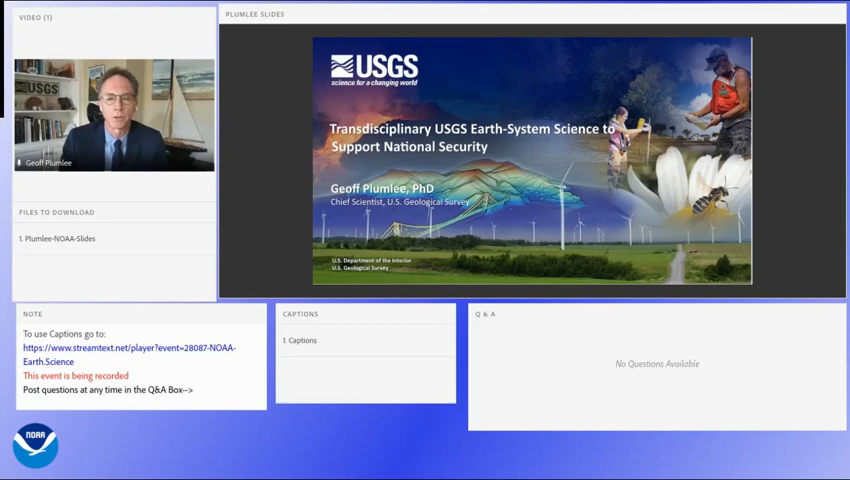 VIDEO (1)
USGS
Geoff Plumlee
FILES TO DOWNLOAD
1. Plumlee-NOAA-Slides
PLUMLEE SLIDES
USGS
science for a changing world
Transdisciplinary USGS Earth-System Science to
Support National Security
Geoff Plumlee, PhD
Chief Scientist, U.S. Geological Survey
U.S. Department of the Interior
U.S. Geological Survey
NOTE
To use Captions go to:
https://www.streamtext.net/player?event=28087-NOAA-
Earth.Science
This event is being recorded
Post questions at any time in the Q&A Box-->
CAPTIONS
1. Captions
Q & A
No Questions Available
NOAA